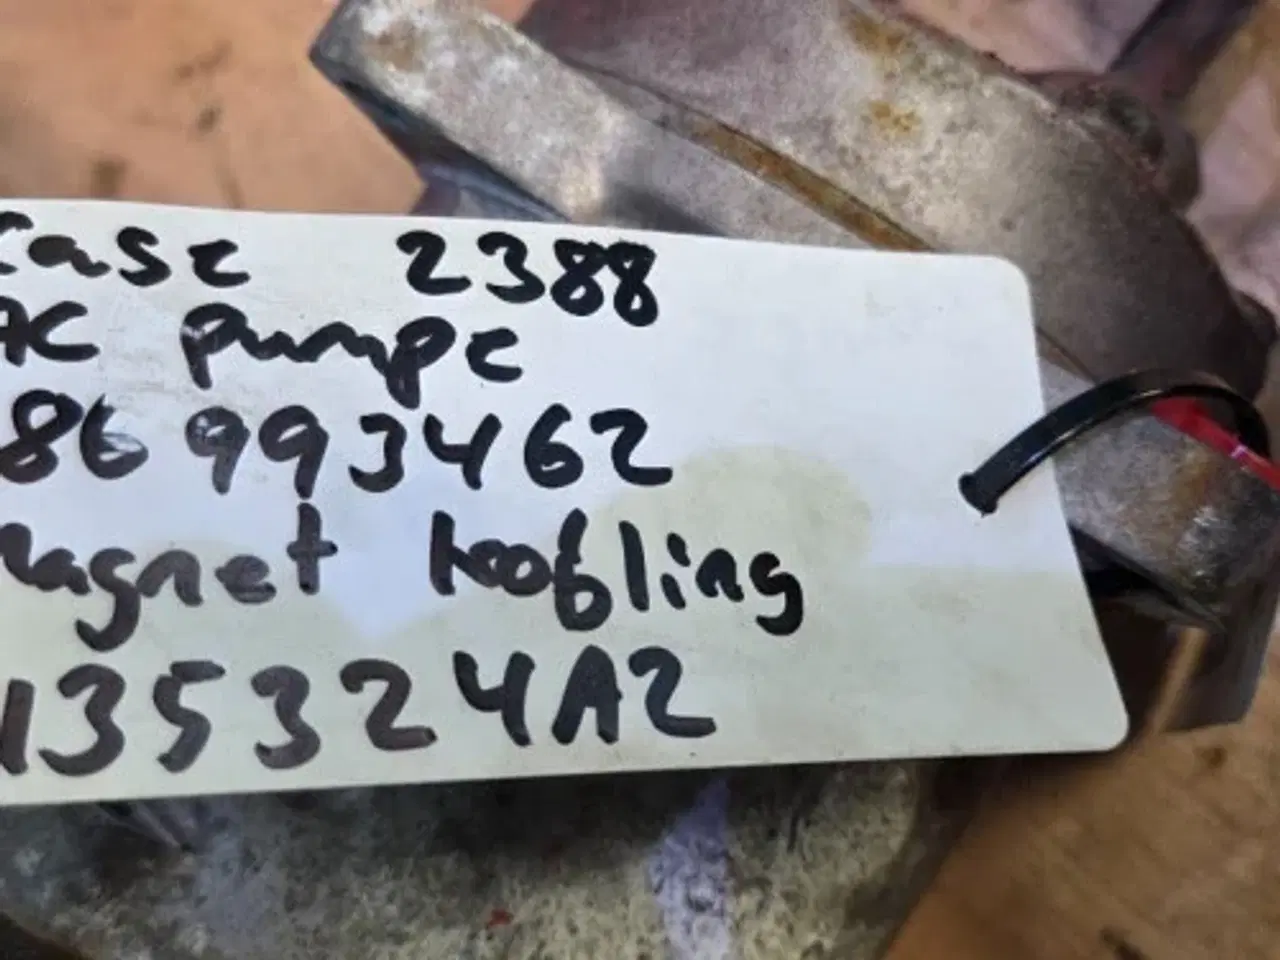 Case 2388
AC pumpe
86993462
Magnet kobling
135324A2